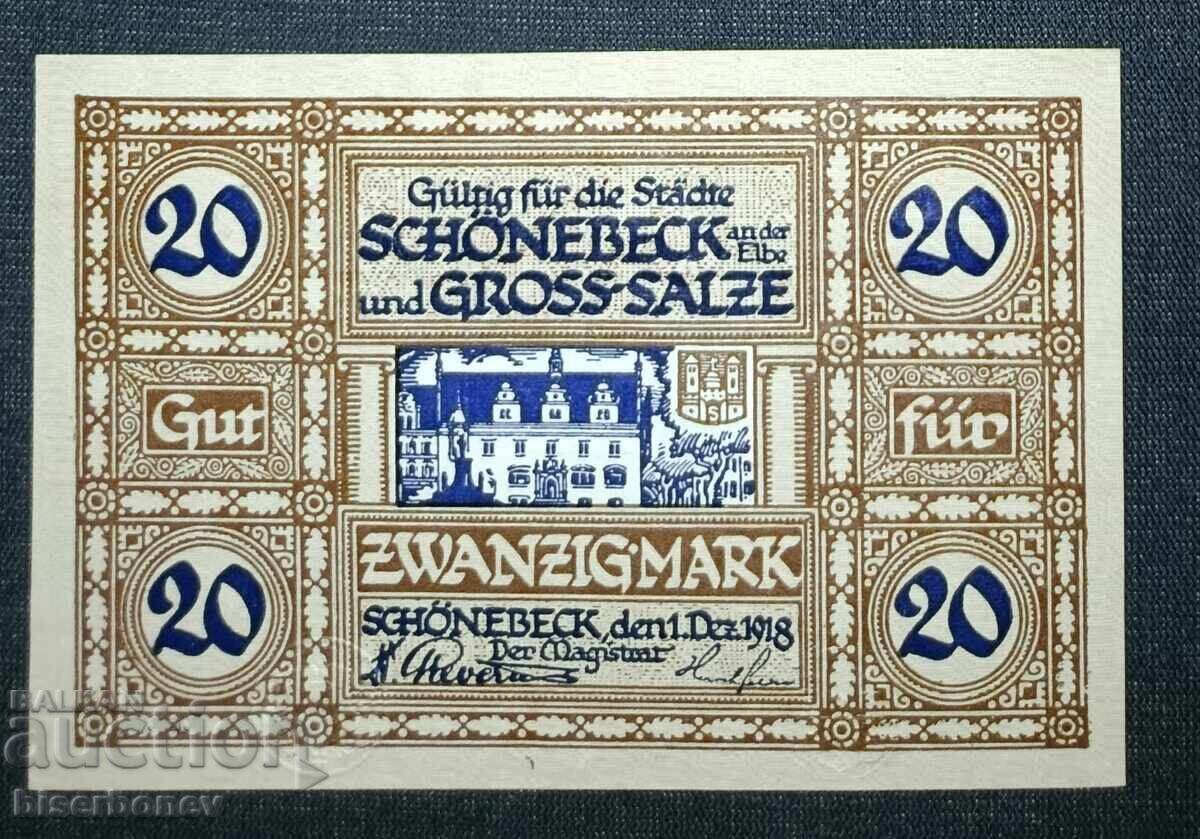 20
20
Gültig für die Städte
SCHÖNEBECK an der Elbe
und GROSS-SALZE
Gut
für
S
ZWANZIG·MARK
20
20
SCHÖNEBECK, den 1. Dez. 1918
Der Magistrat
BALKAN
auction
biserbonev